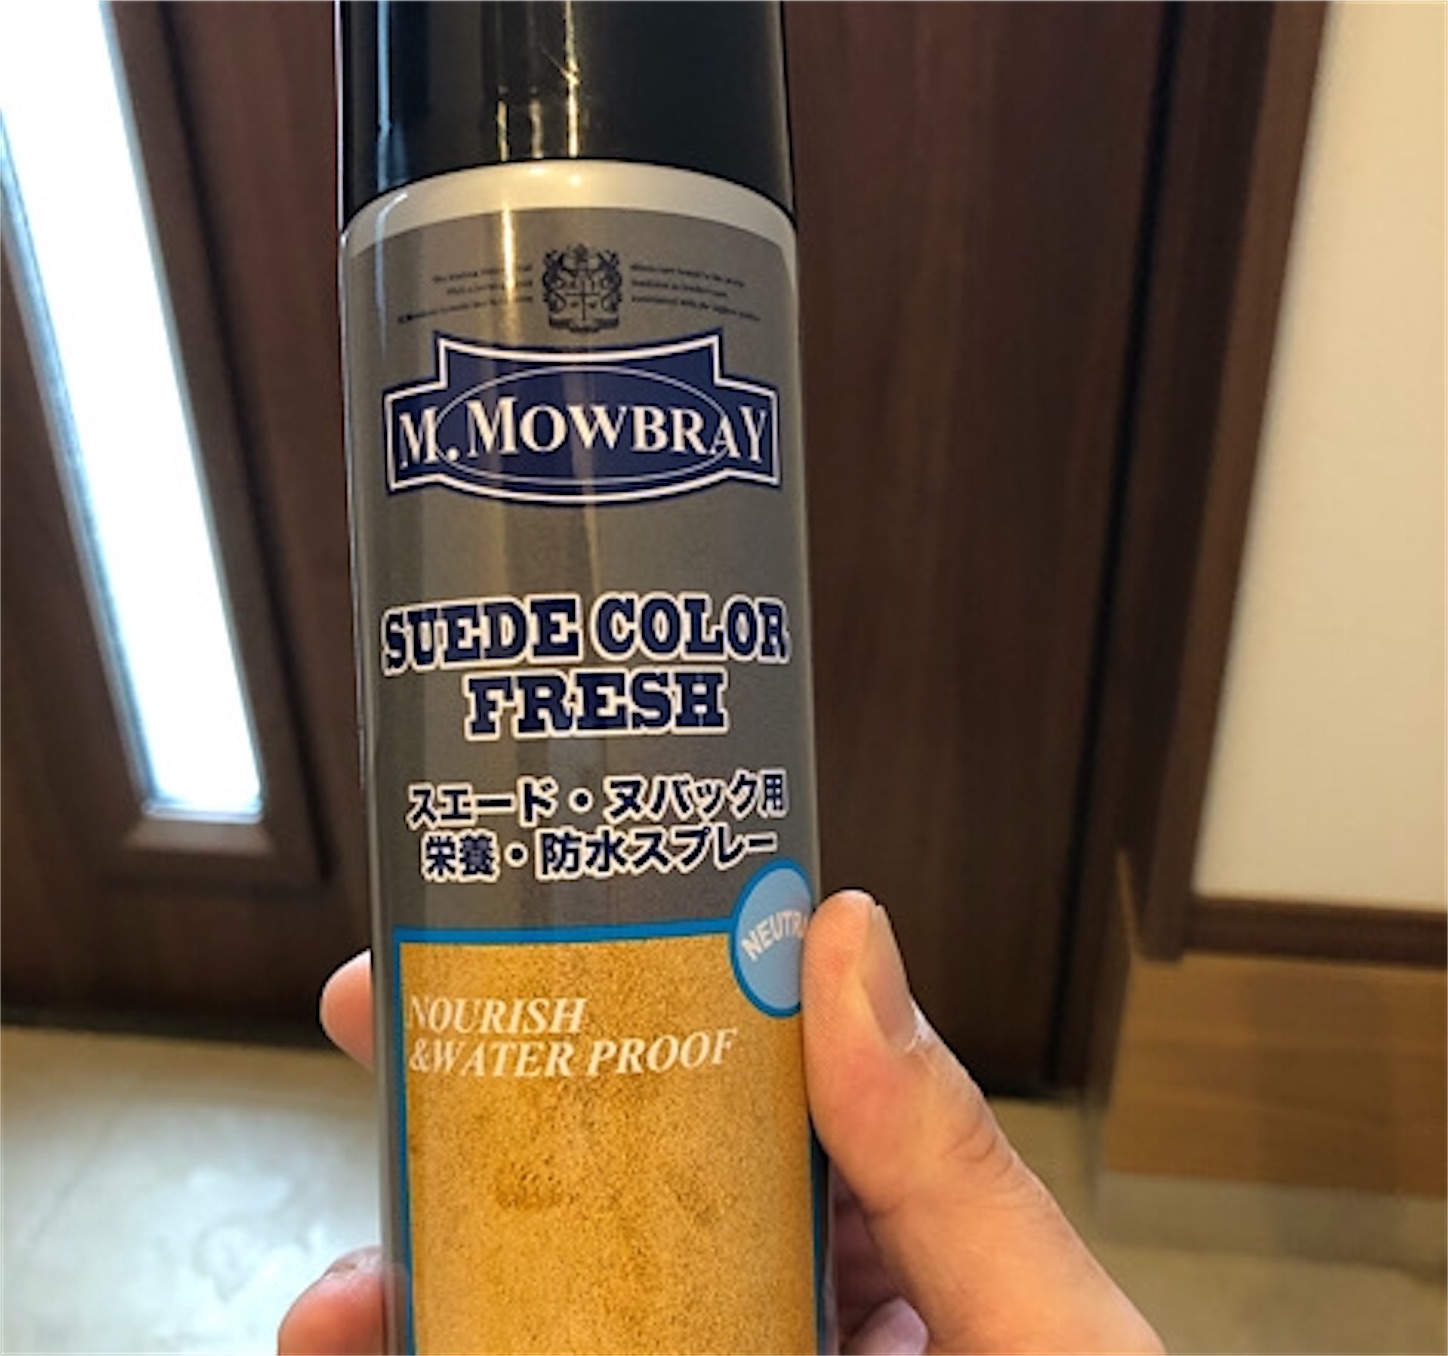 M. MOWBRAY
SUEDE COLOR
FRESH
スエード・ヌバック用
栄養・防水スプレー
NOURISH
&WATER PROOF